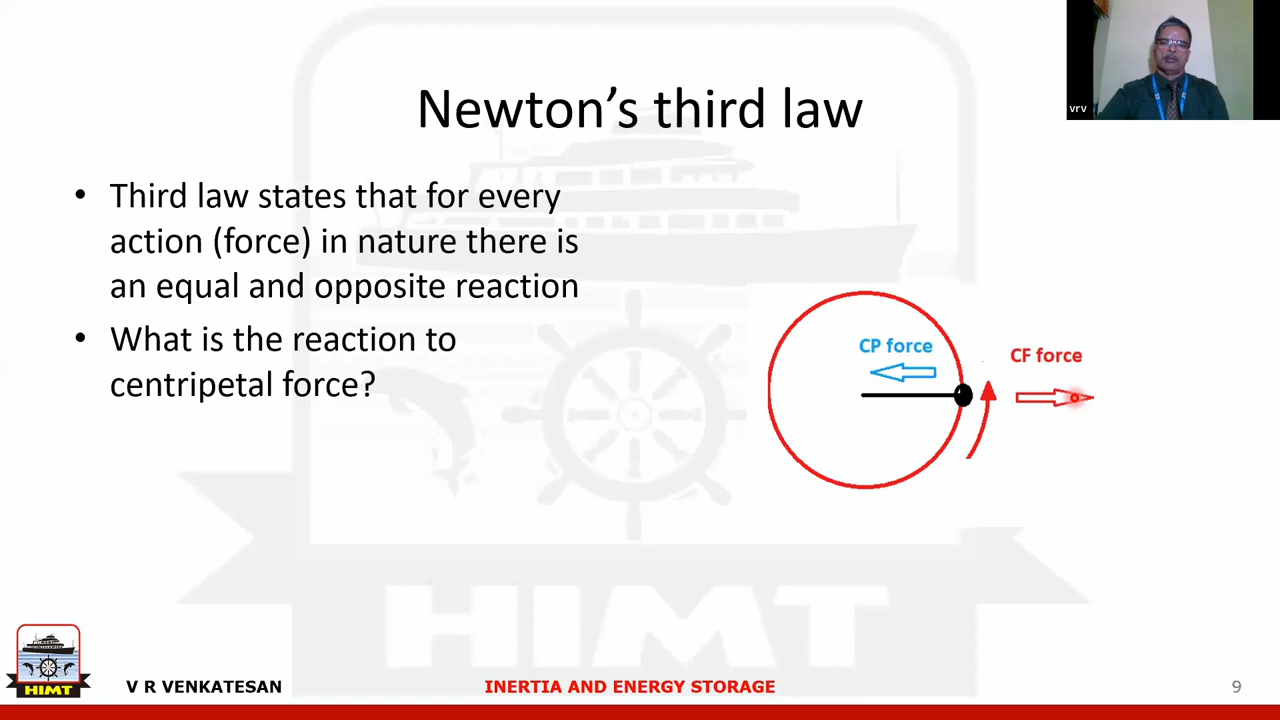 Newton’s third law
vrv
• Third law states that for every
action (force) in nature there is
an equal and opposite reaction
• What is the reaction to
centripetal force?
CP force
CF force
HIMT
HIMT
V R VENKATESAN
INERTIA AND ENERGY STORAGE
9